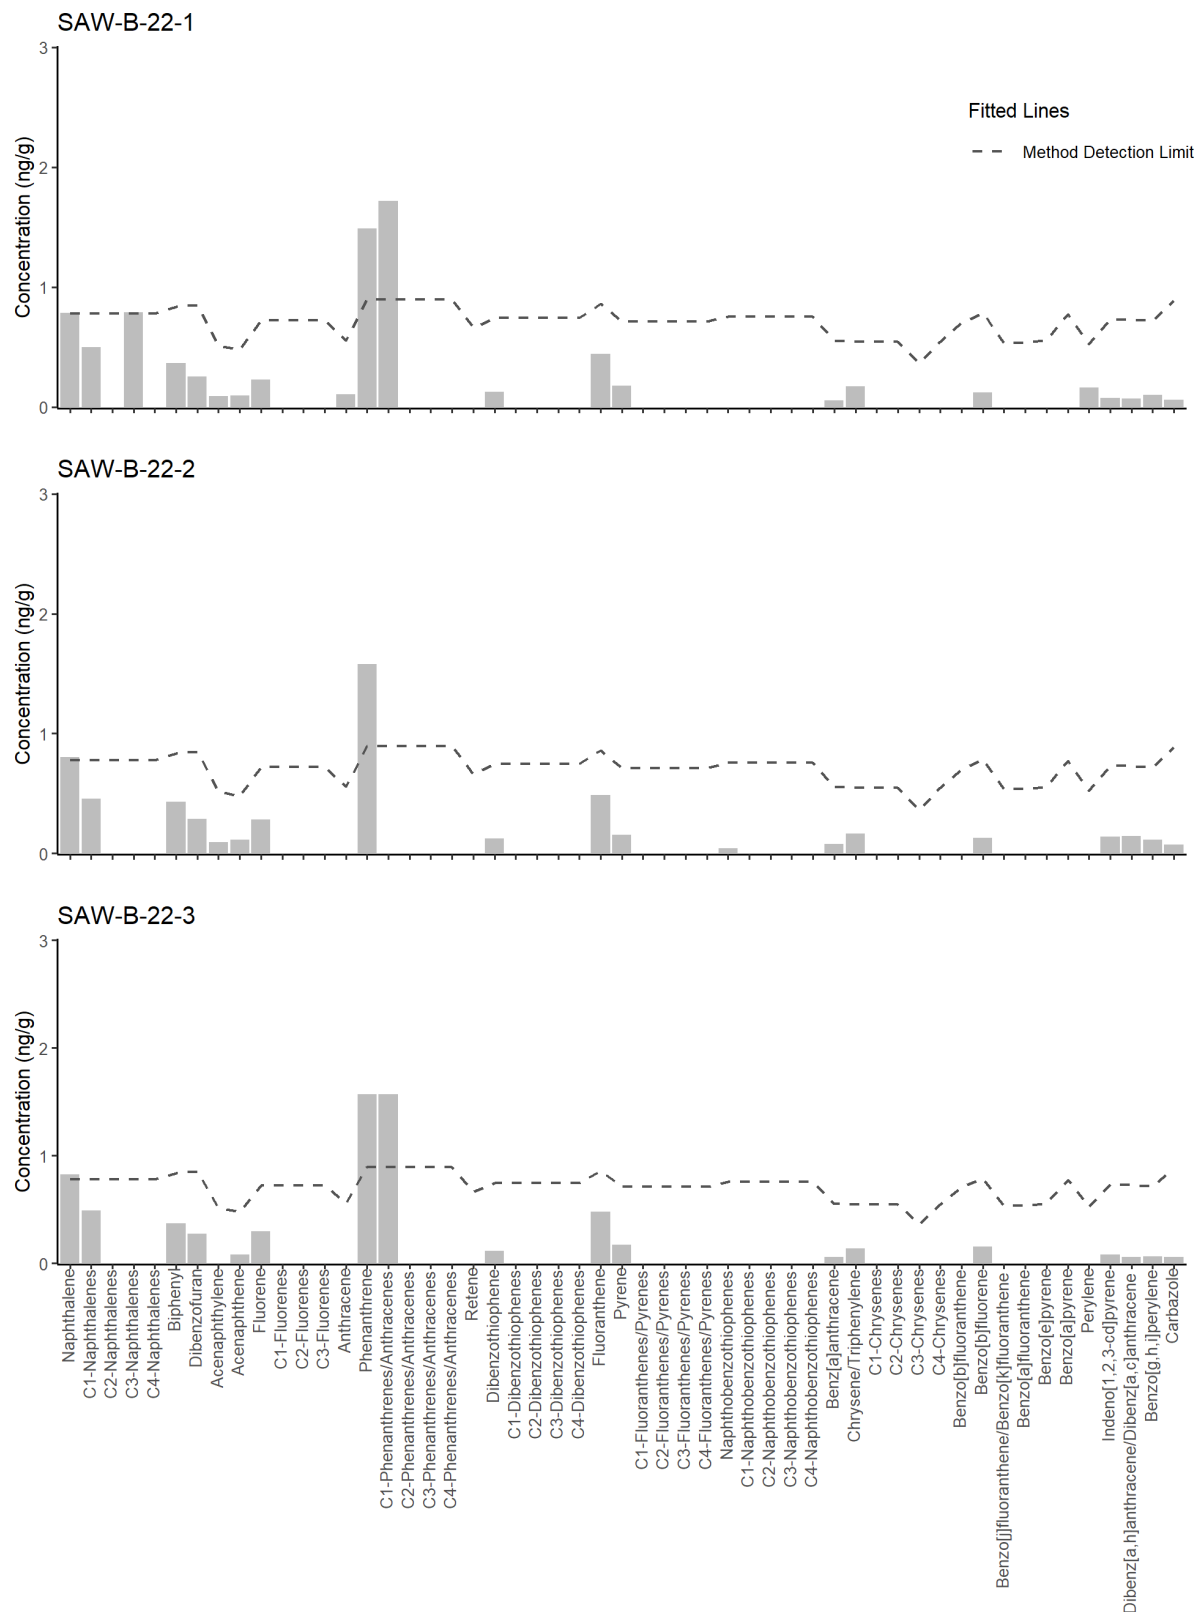 SAW-B-22-1
3
2
1
0
Concentration (ng/g)
Fitted Lines
Method Detection Limit
SAW-B-22-2
3
2
1
0
Concentration (ng/g)
SAW-B-22-3
3
2
1
0
Concentration (ng/g)
Naphthalene
C1-Naphthalenes
C2-Naphthalenes
C3-Naphthalenes
C4-Naphthalenes
Biphenyl
Dibenzofuran
Acenaphthylene
Acenaphthene
Fluorene
C1-Fluorenes
C2-Fluorenes
C3-Fluorenes
Anthracene
Phenanthrene
C1-Phenanthrenes/Anthracenes
C2-Phenanthrenes/Anthracenes
C3-Phenanthrenes/Anthracenes
C4-Phenanthrenes/Anthracenes
Retene
Dibenzothiophene
C1-Dibenzothiophenes
C2-Dibenzothiophenes
C3-Dibenzothiophenes
C4-Dibenzothiophenes
Fluoranthene
Pyrene
C1-Fluoranthenes/Pyrenes
C2-Fluoranthenes/Pyrenes
C3-Fluoranthenes/Pyrenes
C4-Fluoranthenes/Pyrenes
Naphthobenzothiophenes
C1-Naphthobenzothiophenes
C2-Naphthobenzothiophenes
C3-Naphthobenzothiophenes
C4-Naphthobenzothiophenes
Benz[a]anthracene
Chrysene/Triphenylene
C1-Chrysenes
C2-Chrysenes
C3-Chrysenes
C4-Chrysenes
Benzo[b]fluoranthene
Benzo[b]fluorene
Benzo[j]fluoranthene/Benzo[k]fluoranthene
Benzo[a]fluoranthene
Benzo[e]pyrene
Benzo[a]pyrene
Perylene
Indeno[1,2,3-cd]pyrene
Dibenz[a,h]anthracene/Dibenz[a,c]anthracene
Benzo[g,h,i]perylene
Carbazole